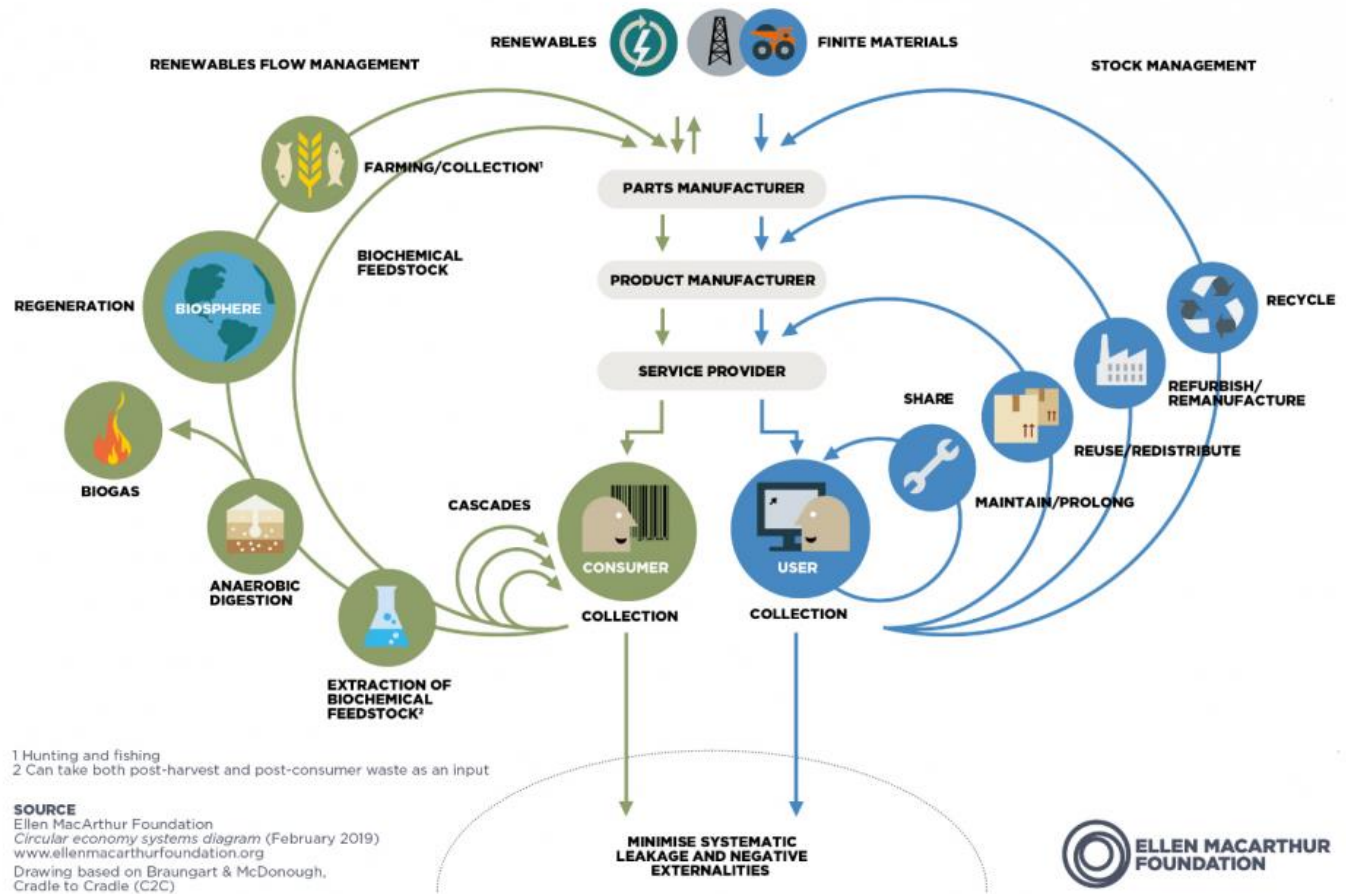 RENEWABLES
FINITE MATERIALS
RENEWABLES FLOW MANAGEMENT
STOCK MANAGEMENT
FARMING/COLLECTION¹
PARTS MANUFACTURER
BIOCHEMICAL
FEEDSTOCK
PRODUCT MANUFACTURER
REGENERATION
BIOSPHERE
RECYCLE
SERVICE PROVIDER
REFURBISH/
REMANUFACTURE
SHARE
REUSE/REDISTRIBUTE
BIOGAS
CASCADES
MAINTAIN/PROLONG
CONSUMER
USER
ANAEROBIC
DIGESTION
COLLECTION
COLLECTION
EXTRACTION OF
BIOCHEMICAL
FEEDSTOCK²
1 Hunting and fishing
2 Can take both post-harvest and post-consumer waste as an input
SOURCE
Ellen MacArthur Foundation
Circular economy systems diagram (February 2019)
www.ellenmacarthurfoundation.org
Drawing based on Braungart & McDonough,
Cradle to Cradle (C2C)
MINIMISE SYSTEMATIC
LEAKAGE AND NEGATIVE
EXTERNALITIES
ELLEN MACARTHUR
FOUNDATION